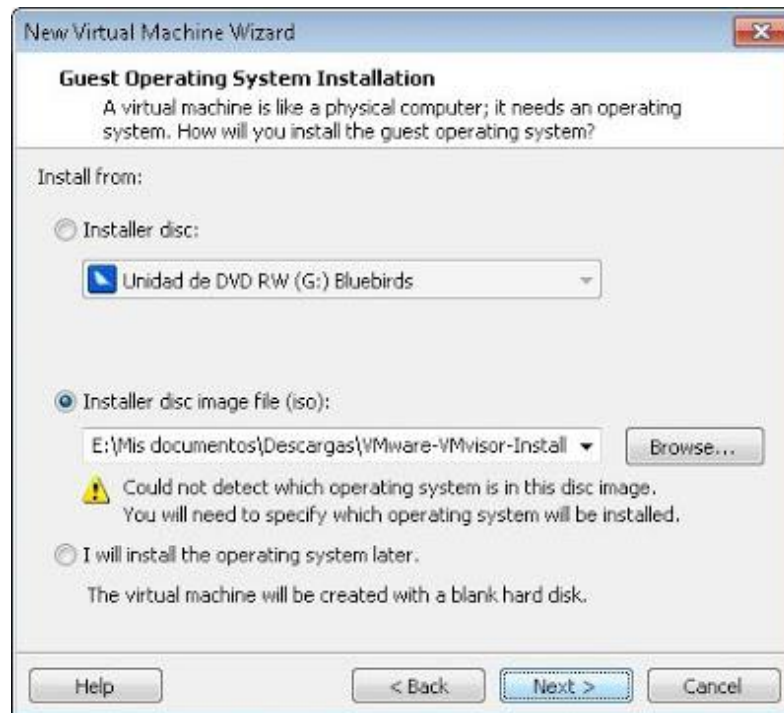 New Virtual Machine Wizard
Guest Operating System Installation
A virtual machine is like a physical computer; it needs an operating
system. How will you install the guest operating system?
Install from:
Installer disc:
Unidad de DVD RW (G:) Bluebirds
Installer disc image file (iso):
E:\Mis documentos\Descargas\VMware-VMvisor-Install
Browse...
Could not detect which operating system is in this disc image.
You will need to specify which operating system will be installed.
I will install the operating system later.
The virtual machine will be created with a blank hard disk.
Help
< Back
Next >
Cancel